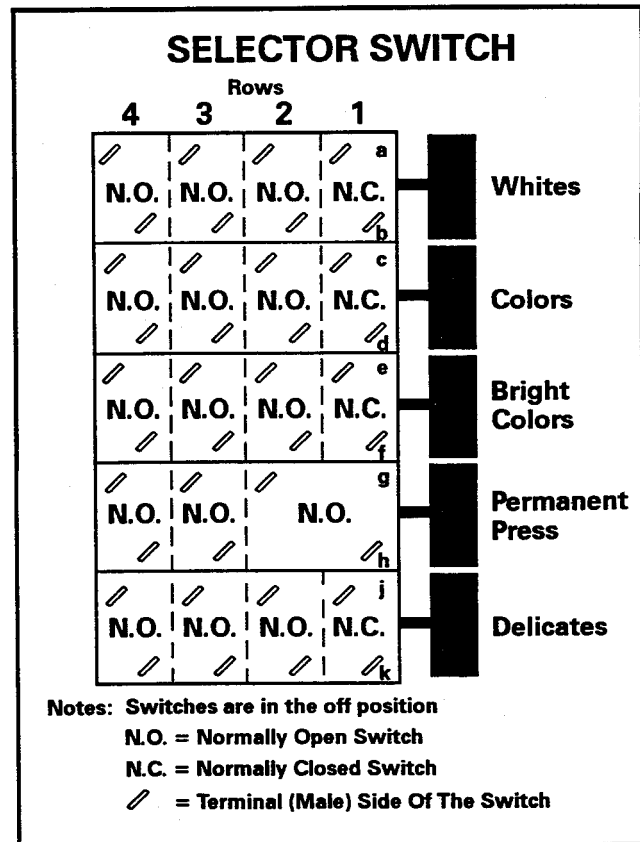 SELECTOR SWITCH
Rows
4 3 2 1
a
N.O. N.O. N.O. N.C. Whites
b
c
N.O. N.O. N.O. N.C. Colors
d
e
N.O. N.O. N.O. N.C. Bright Colors
f
g
N.O. N.O. N.O. Permanent Press
h
j
N.O. N.O. N.O. N.C. Delicates
k
Notes: Switches are in the off position
N.O. = Normally Open Switch
N.C. = Normally Closed Switch
= Terminal (Male) Side Of The Switch